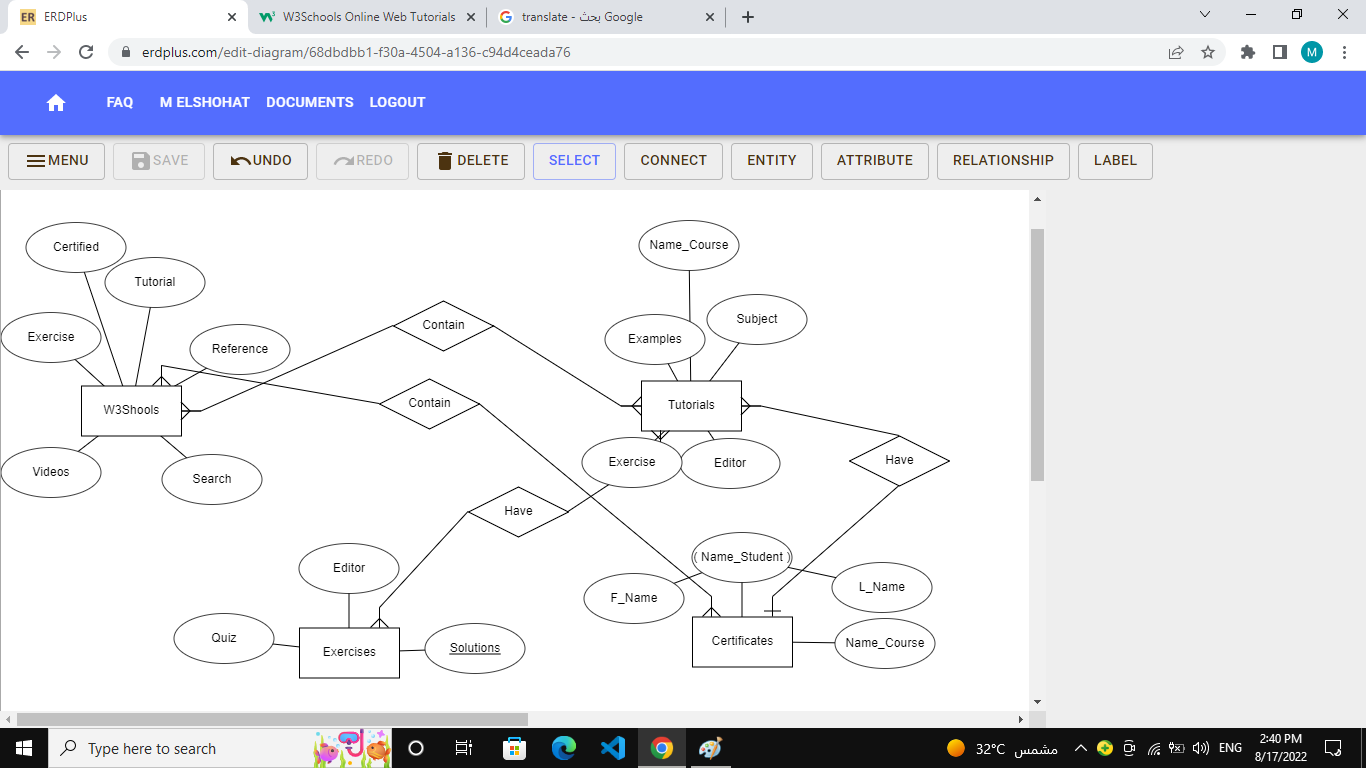 ERDPlus
W3Schools Online Web Tutorials
translate - بحث Google
erdplus.com/edit-diagram/68dbdbb1-f30a-4504-a136-c94d4ceada76
M
FAQ
M ELSHOHAT
DOCUMENTS
LOGOUT
MENU
SAVE
UNDO
REDO
DELETE
SELECT
CONNECT
ENTITY
ATTRIBUTE
RELATIONSHIP
LABEL
Certified
Tutorial
Exercise
Reference
W3Shools
Videos
Search
Contain
Contain
Name_Course
Subject
Examples
Tutorials
Exercise
Editor
Have
Have
Editor
Quiz
Exercises
Solutions
( Name_Student )
F_Name
L_Name
Certificates
Name_Course
Type here to search
32°C مشمس
ENG
2:40 PM
8/17/2022